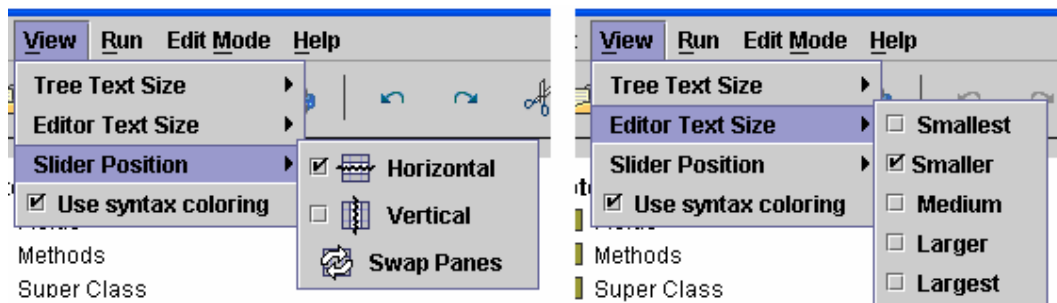 View Run Edit Mode Help
Tree Text Size
Editor Text Size
Slider Position
Use syntax coloring
Horizontal
Vertical
Swap Panes
Methods
Super Class
View Run Edit Mode Help
Tree Text Size
Editor Text Size
Slider Position
Use syntax coloring
Smallest
Smaller
Medium
Larger
Largest
Methods
Super Class